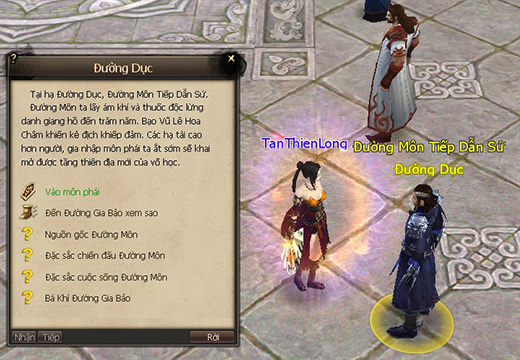 Đường Dục
Tại hạ Đường Dục, Đường Môn Tiếp Dẫn Sứ.
Đường Môn ta lấy ám khí và thuốc độc lừng
danh giang hồ đến trăm năm. Bạo Vũ Lê Hoa
Châm khiến kẻ địch khiếp đảm. Các hạ tài cao
hơn người, gia nhập môn phái ta ắt sớm sẽ khai
mở được tầng thiên địa mới của võ học.
Vào môn phái
Đến Đường Gia Bảo xem sao
Nguồn gốc Đường Môn
Đặc sắc chiến đấu Đường Môn
Đặc sắc cuộc sống Đường Môn
Bá Khí Đường Gia Bảo
Nhận Tiếp Rời
TanThienLong
Đường Môn Tiếp Dẫn Sứ
Đường Dục